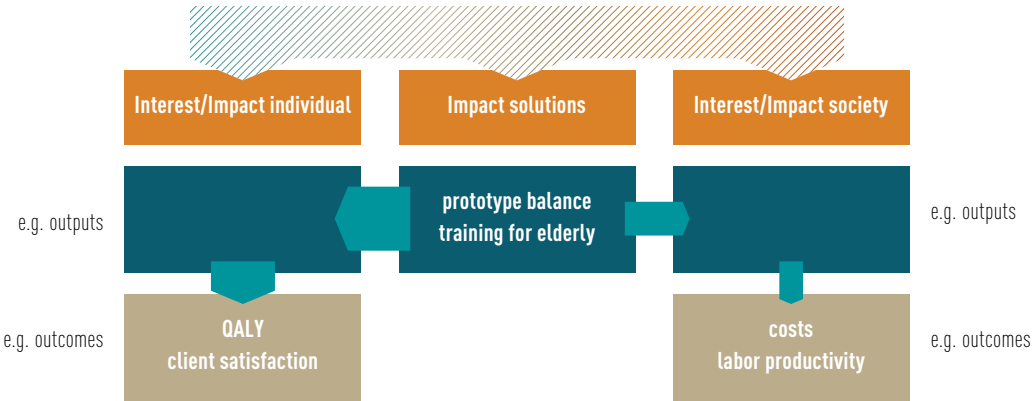 Interest/Impact individual
Impact solutions
Interest/Impact society
e.g. outputs
prototype balance
training for elderly
e.g. outputs
e.g. outcomes
QALY
client satisfaction
costs
labor productivity
e.g. outcomes